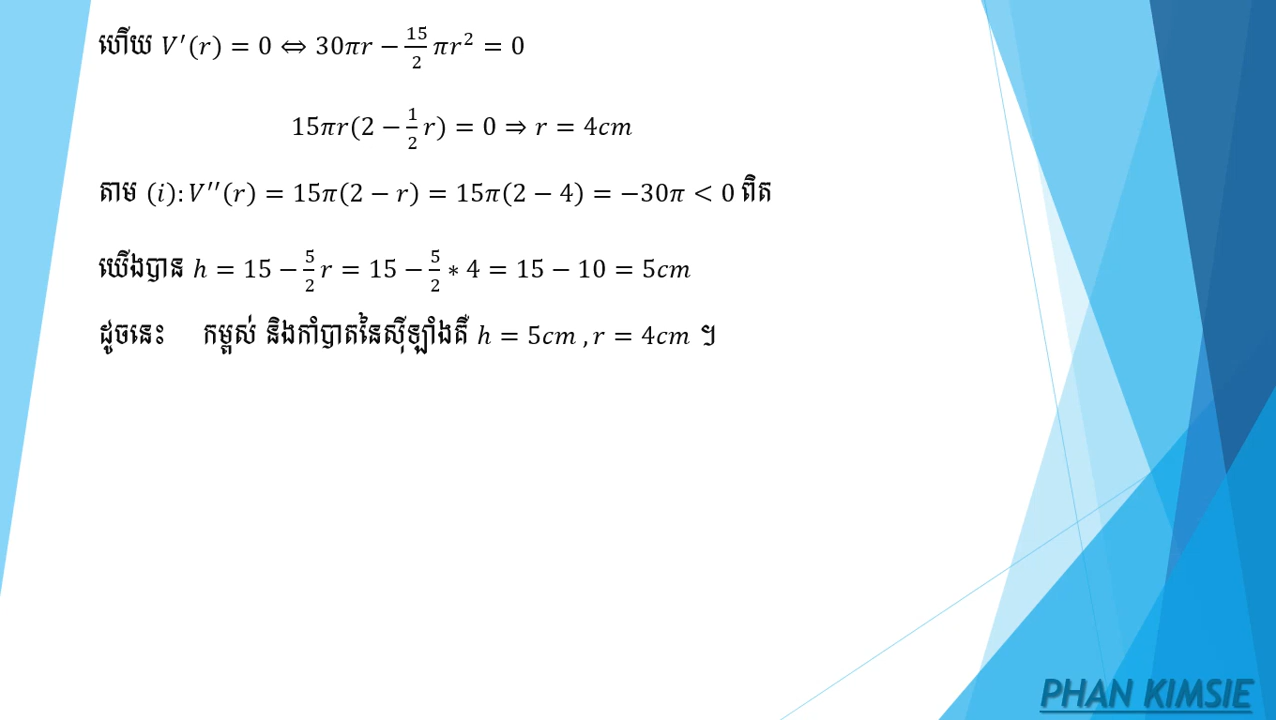 ហើយ V′(r) = 0 ⇔ 30πr − 15/2 πr² = 0
15πr(2 − 1/2 r) = 0 ⇒ r = 4cm
តាម (i): V′′(r) = 15π(2 − r) = 15π(2 − 4) = −30π < 0 ពិត
យើងបាន h = 15 − 5/2 r = 15 − 5/2 ∗ 4 = 15 − 10 = 5cm
ដូចនេះ កម្ពស់ និងកាំបាតនៃស៊ីឡាំងគឺ h = 5cm , r = 4cm ។
PHAN KIMSIE